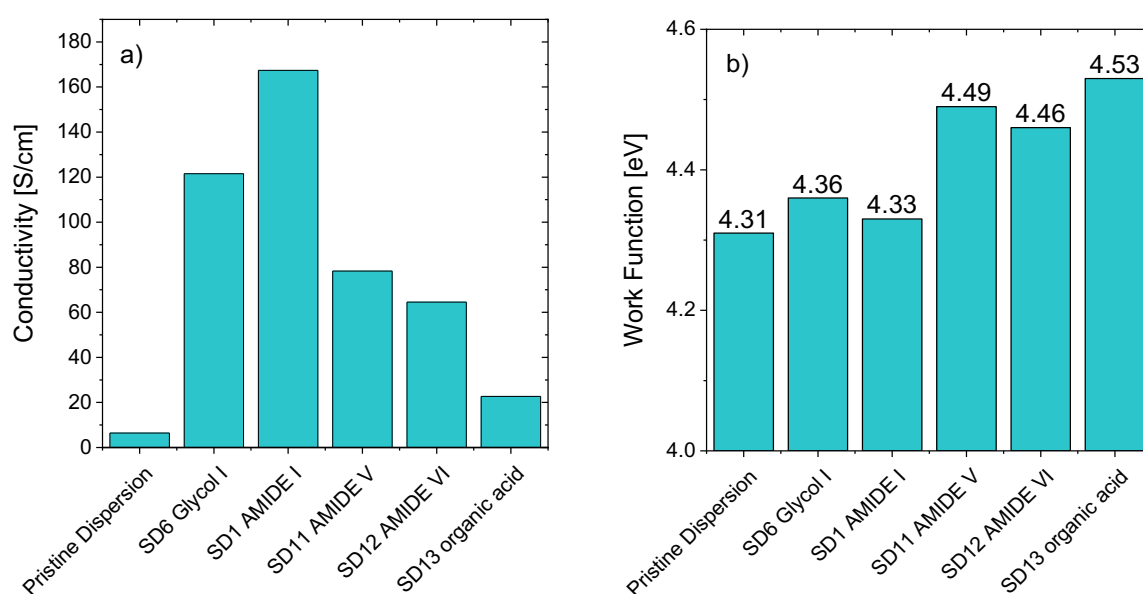 a)
Conductivity [S/cm]
180
160
140
120
100
80
60
40
20
0
Pristine Dispersion
SD6 Glycol I
SD1 AMIDE I
SD11 AMIDE V
SD12 AMIDE VI
SD13 organic acid
b)
Work Function [eV]
4.6
4.4
4.2
4.0
4.31
4.36
4.33
4.49
4.46
4.53
Pristine Dispersion
SD6 Glycol I
SD1 AMIDE I
SD11 AMIDE V
SD12 AMIDE VI
SD13 organic acid